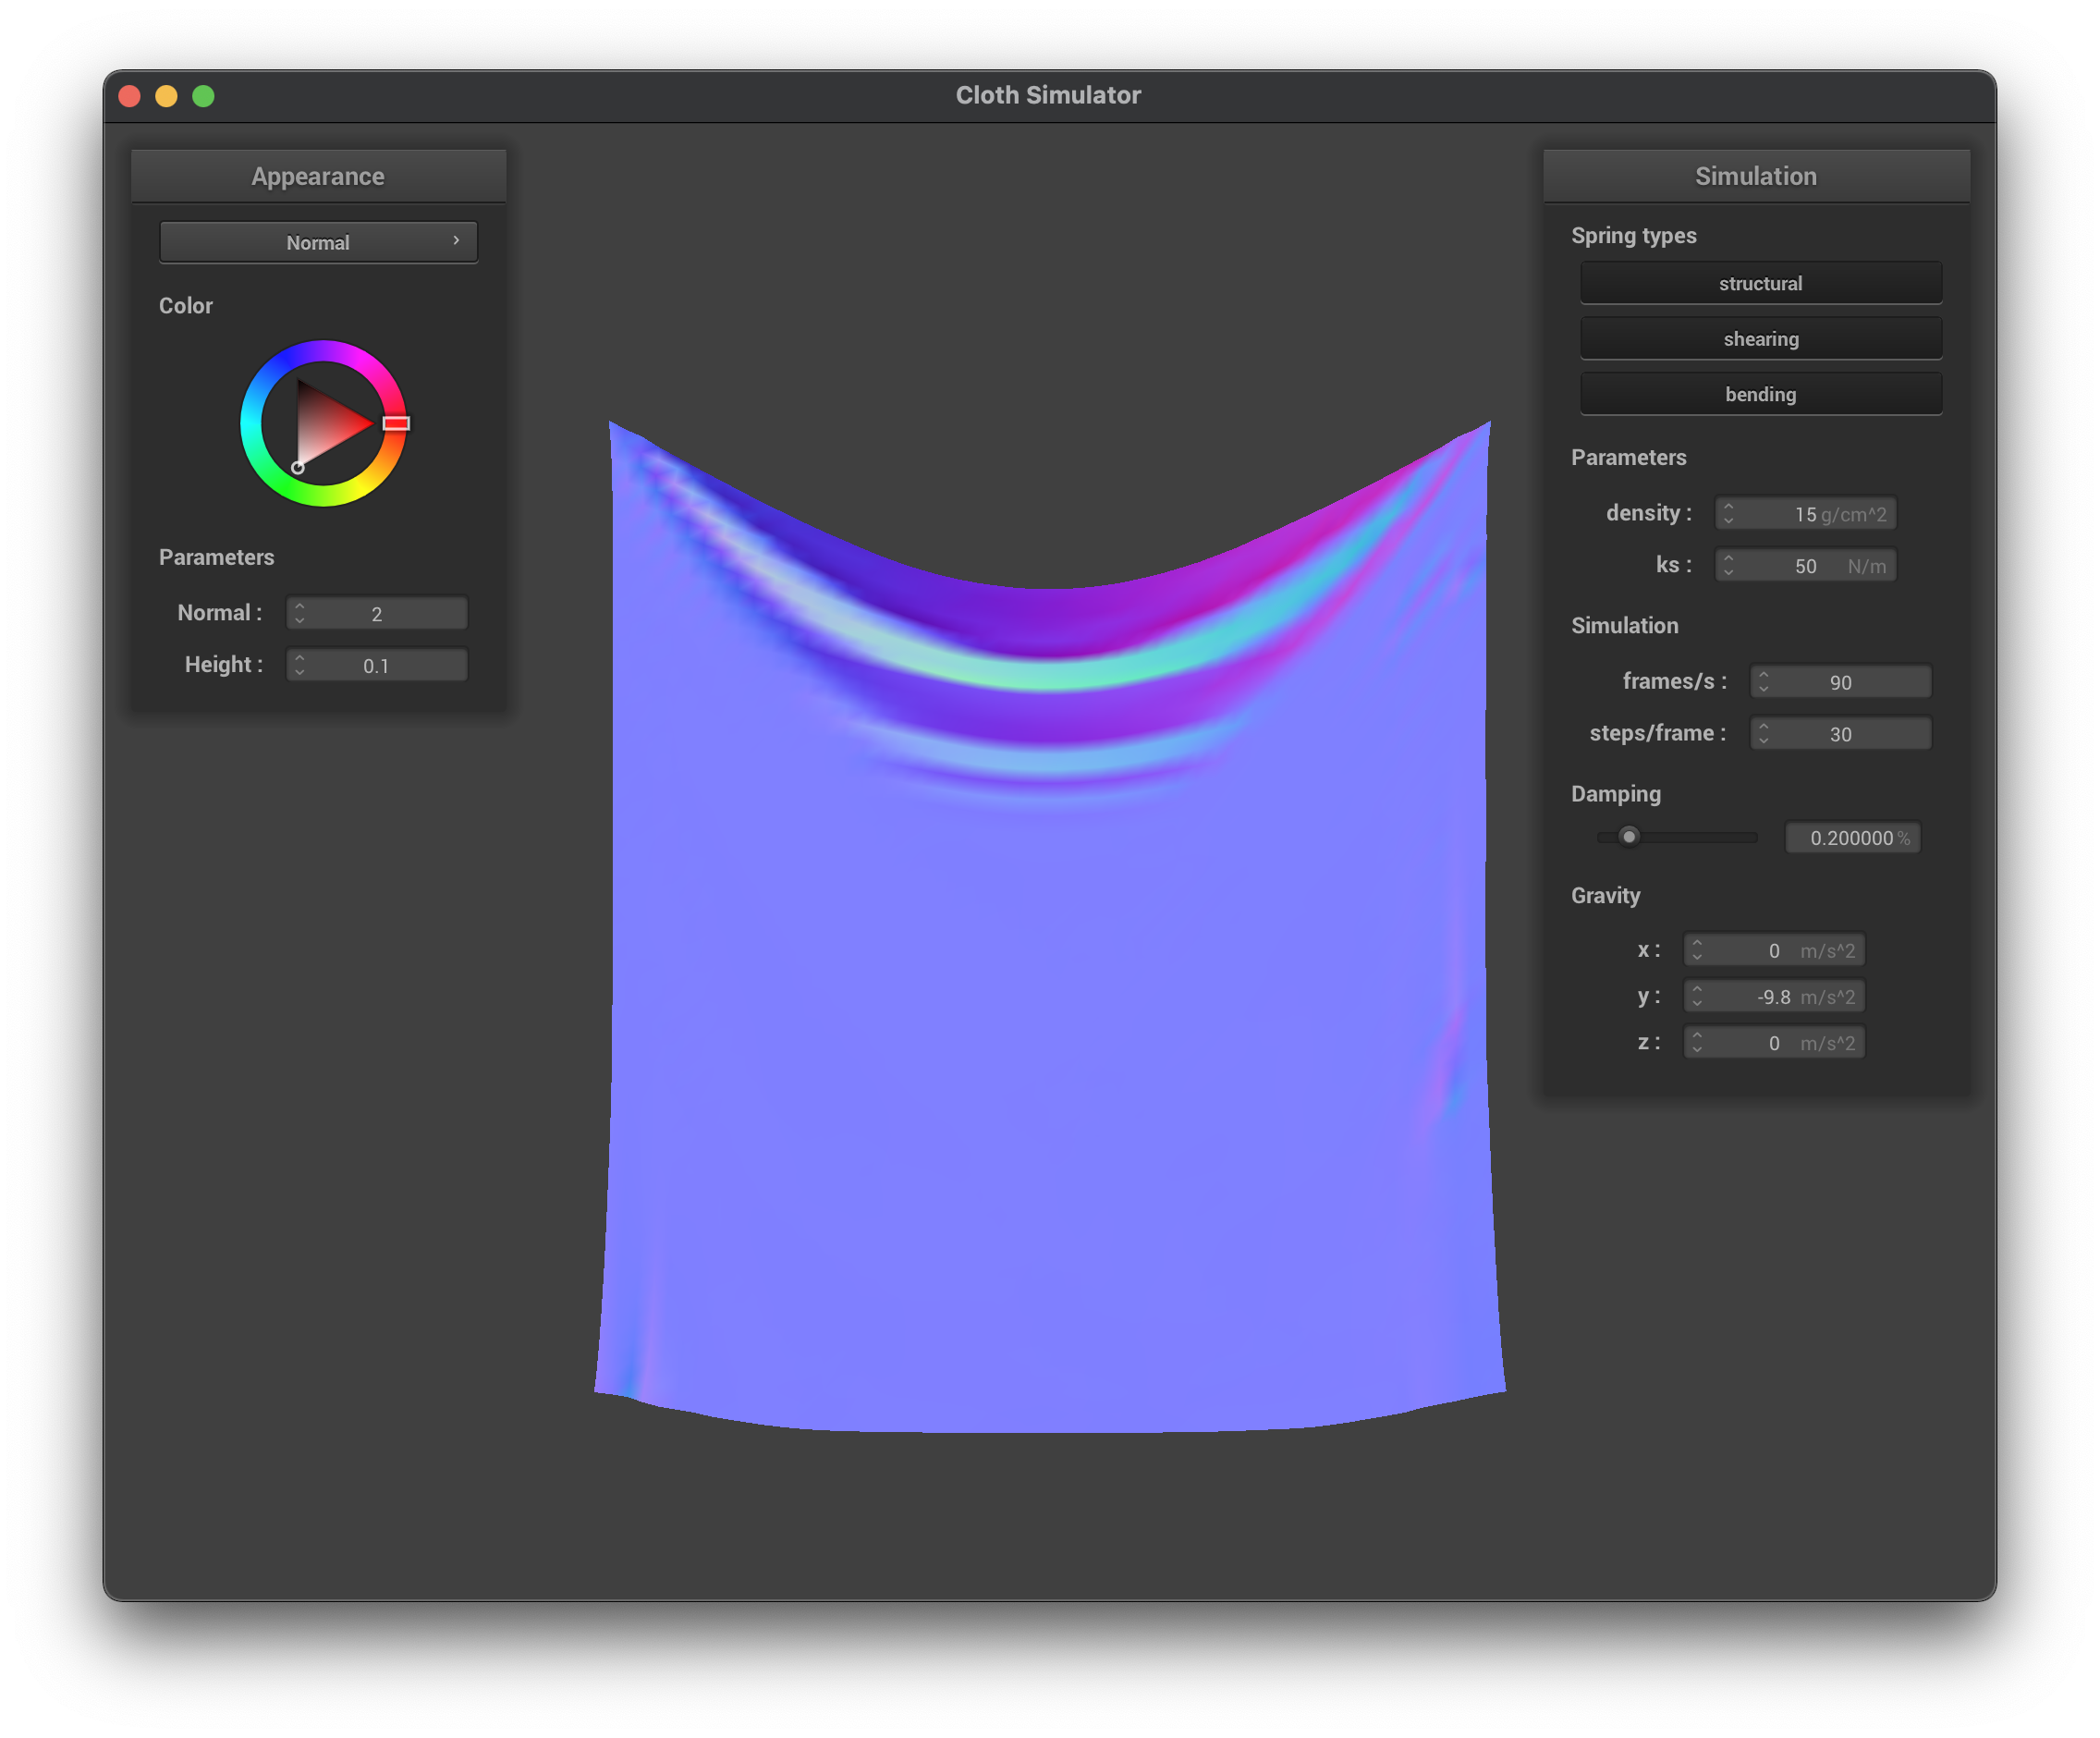 Cloth Simulator
Appearance
Normal
Color
Parameters
Normal : 2
Height : 0.1
Simulation
Spring types
structural
shearing
bending
Parameters
density : 15 g/cm^2
ks : 50 N/m
Simulation
frames/s : 90
steps/frame : 30
Damping
0.200000 %
Gravity
x : 0 m/s^2
y : -9.8 m/s^2
z : 0 m/s^2